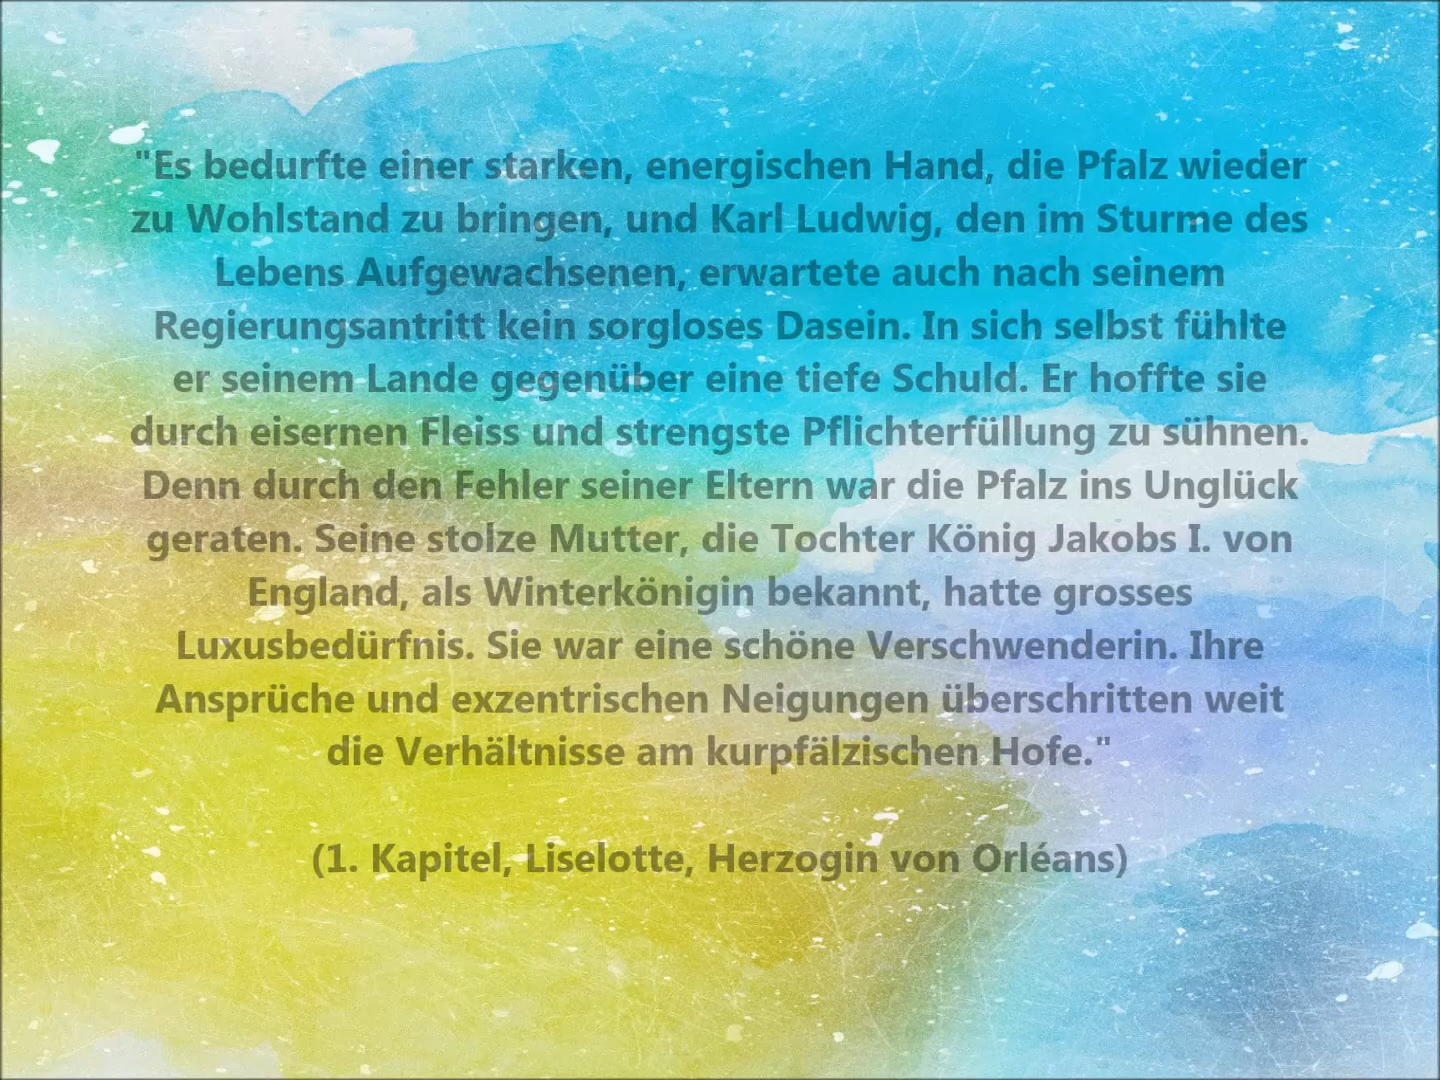 "Es bedurfte einer starken, energischen Hand, die Pfalz wieder
zu Wohlstand zu bringen, und Karl Ludwig, den im Sturme des
Lebens Aufgewachsenen, erwartete auch nach seinem
Regierungsantritt kein sorgloses Dasein. In sich selbst fühlte
er seinem Lande gegenüber eine tiefe Schuld. Er hoffte sie
durch eisernen Fleiss und strengste Pflichterfüllung zu sühnen.
Denn durch den Fehler seiner Eltern war die Pfalz ins Unglück
geraten. Seine stolze Mutter, die Tochter König Jakobs I. von
England, als Winterkönigin bekannt, hatte grosses
Luxusbedürfnis. Sie war eine schöne Verschwenderin. Ihre
Ansprüche und exzentrischen Neigungen überschritten weit
die Verhältnisse am kurpfälzischen Hofe."
(1. Kapitel, Liselotte, Herzogin von Orléans)